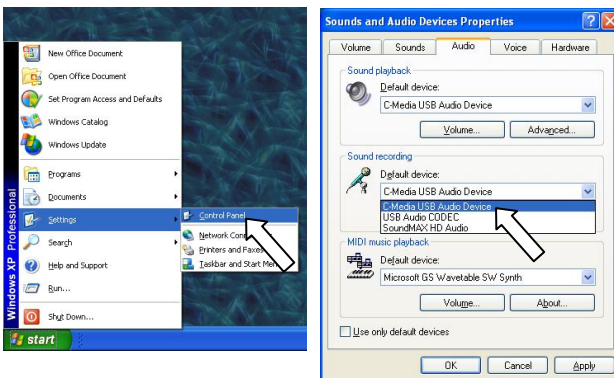 New Office Document
Open Office Document
Set Program Access and Defaults
Windows Catalog
Windows Update
Programs
Documents
Settings
Search
Help and Support
Run...
Shut Down...
Windows XP Professional
start
Control Panel
Network Con
Printers and Faxes
Taskbar and Start Men
Sounds and Audio Devices Properties
Volume Sounds Audio Voice Hardware
Sound playback
Default device:
C-Media USB Audio Device
Volume... Advanced...
Sound recording
Default device:
C-Media USB Audio Device
C-Media USB Audio Device
USB Audio CODEC
SoundMAX HD Audio
MIDI music playback
Default device:
Microsoft GS Wavetable SW Synth
Volume... About...
Use only default devices
OK Cancel Apply